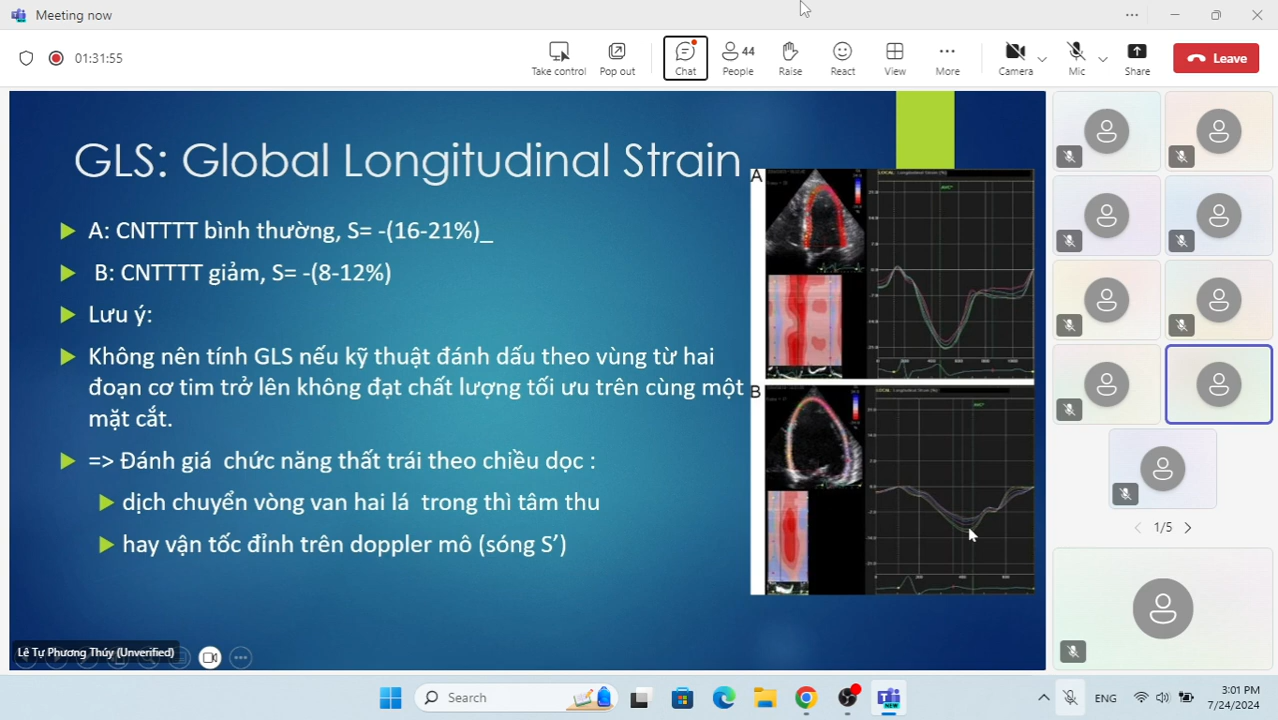 Meeting now
01:31:55
Take control
Pop out
Chat
44
People
Raise
React
View
More
Camera
Mic
Share
Leave
GLS: Global Longitudinal Strain
A: CNTTTT bình thường, S= -(16-21%)_
B: CNTTTT giảm, S= -(8-12%)
Lưu ý:
Không nên tính GLS nếu kỹ thuật đánh dấu theo vùng từ hai
đoạn cơ tim trở lên không đạt chất lượng tối ưu trên cùng một
mặt cắt.
=> Đánh giá chức năng thất trái theo chiều dọc :
dịch chuyển vòng van hai lá trong thì tâm thu
hay vận tốc đỉnh trên doppler mô (sóng S’)
A
B
Lê Tự Phương Thúy (Unverified)
1/5
Search
NEW
ENG
3:01 PM
7/24/2024